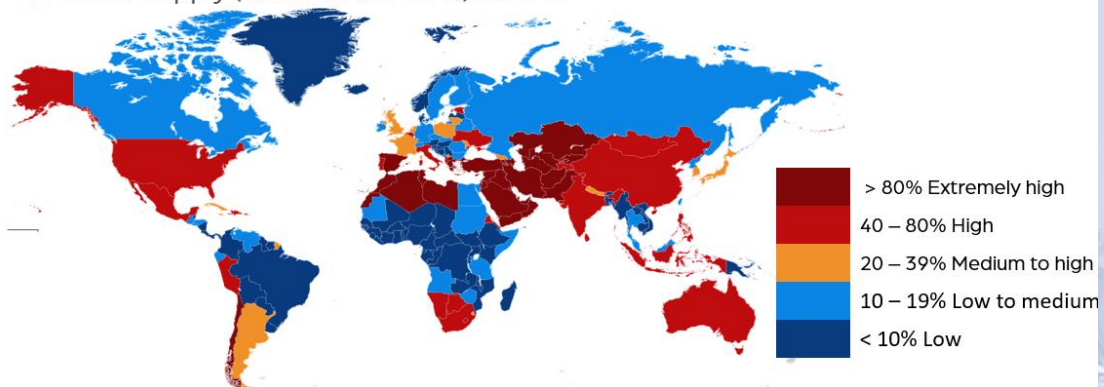 > 80% Extremely high
40 – 80% High
20 – 39% Medium to high
10 – 19% Low to medium
< 10% Low